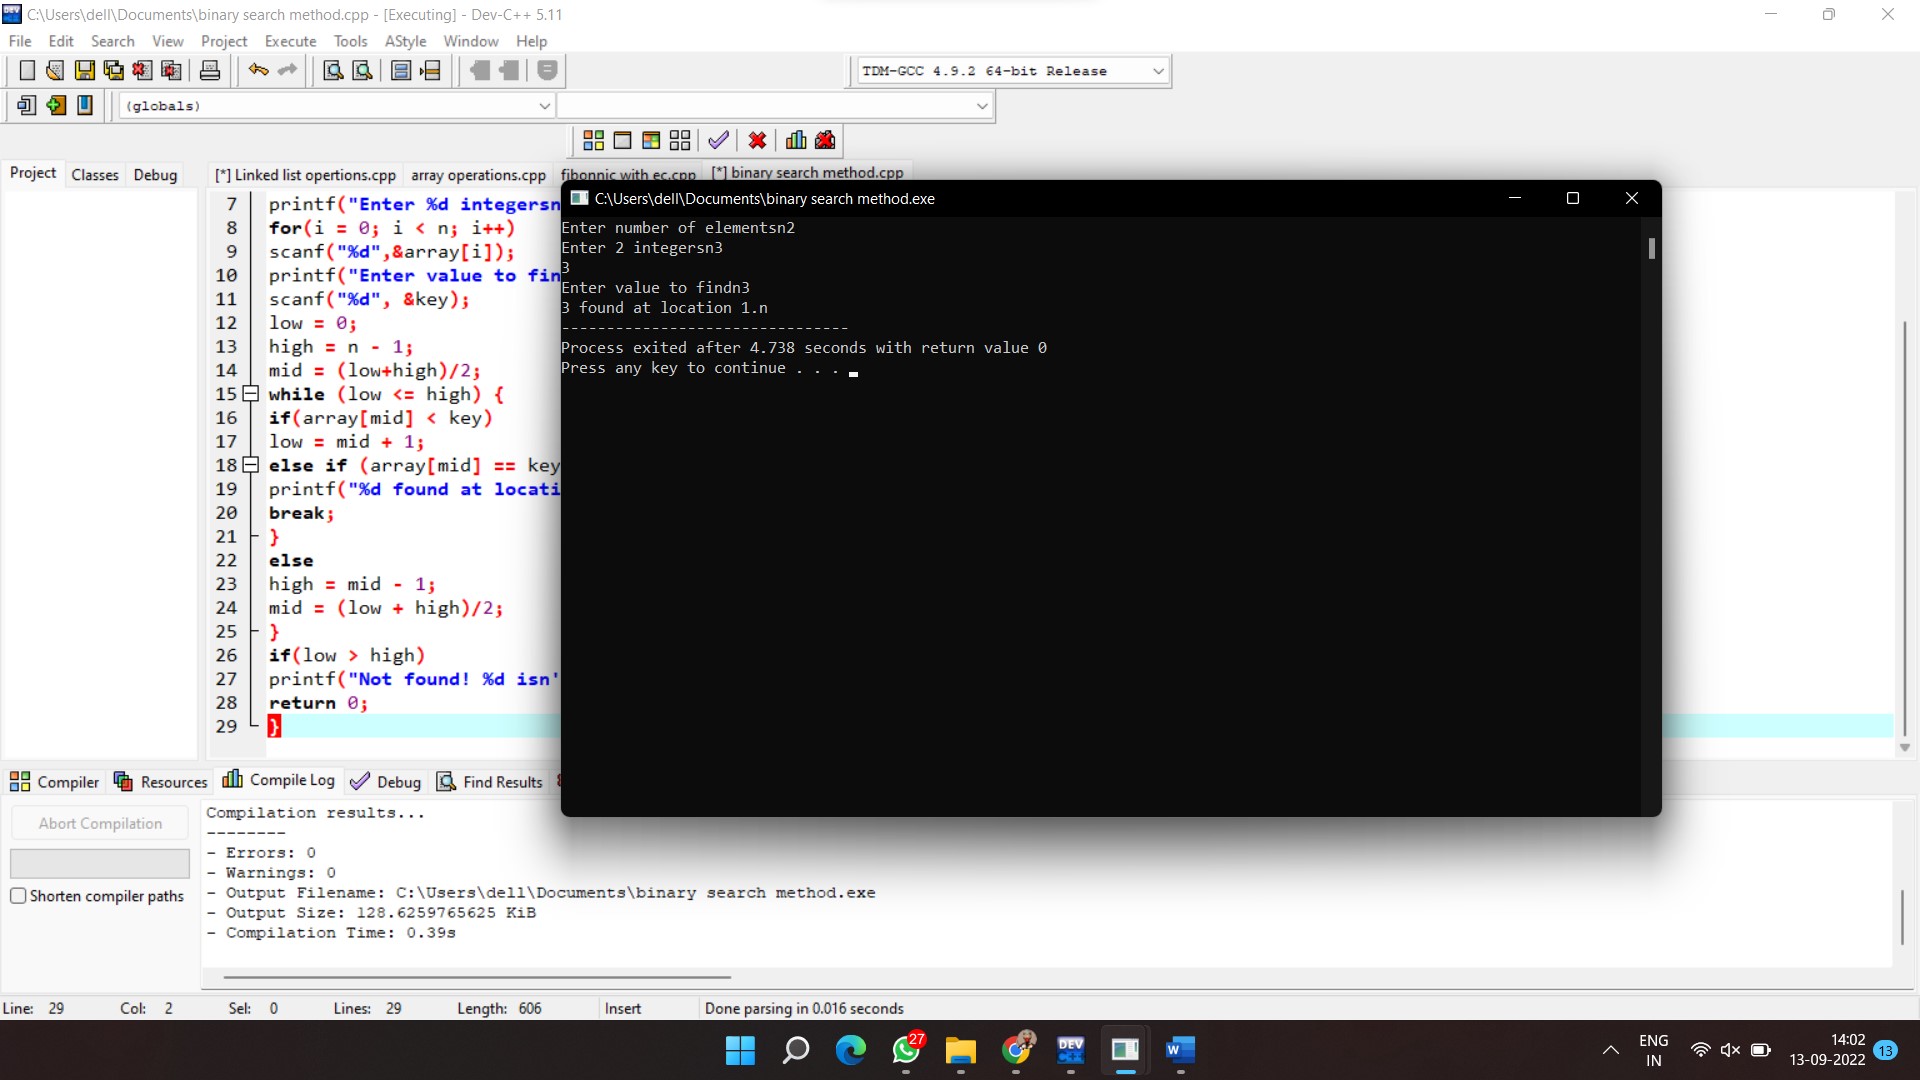 C:\Users\dell\Documents\binary search method.cpp - [Executing] - Dev-C++ 5.11
File Edit Search View Project Execute Tools AStyle Window Help
TDM-GCC 4.9.2 64-bit Release
(globals)
Project Classes Debug
[*] Linked list opertions.cpp array operations.cpp fibonnic with ec.cpp [*] binary search method.cpp
7 printf("Enter %d integersn
8 for(i = 0; i < n; i++)
9 scanf("%d",&array[i]);
10 printf("Enter value to fin
11 scanf("%d", &key);
12 low = 0;
13 high = n - 1;
14 mid = (low+high)/2;
15 while (low <= high) {
16 if(array[mid] < key)
17 low = mid + 1;
18 else if (array[mid] == key
19 printf("%d found at locati
20 break;
21 }
22 else
23 high = mid - 1;
24 mid = (low + high)/2;
25 }
26 if(low > high)
27 printf("Not found! %d isn'
28 return 0;
29 }
C:\Users\dell\Documents\binary search method.exe
Enter number of elementsn2
Enter 2 integersn3
3
Enter value to findn3
3 found at location 1.n
--------------------------------
Process exited after 4.738 seconds with return value 0
Press any key to continue . . .
Compiler Resources Compile Log Debug Find Results
Abort Compilation
Shorten compiler paths
Compilation results...
--------
- Errors: 0
- Warnings: 0
- Output Filename: C:\Users\dell\Documents\binary search method.exe
- Output Size: 128.6259765625 KiB
- Compilation Time: 0.39s
Line: 29 Col: 2 Sel: 0 Lines: 29 Length: 606 Insert Done parsing in 0.016 seconds
27
DEV
W
ENG
IN
14:02
13-09-2022
13